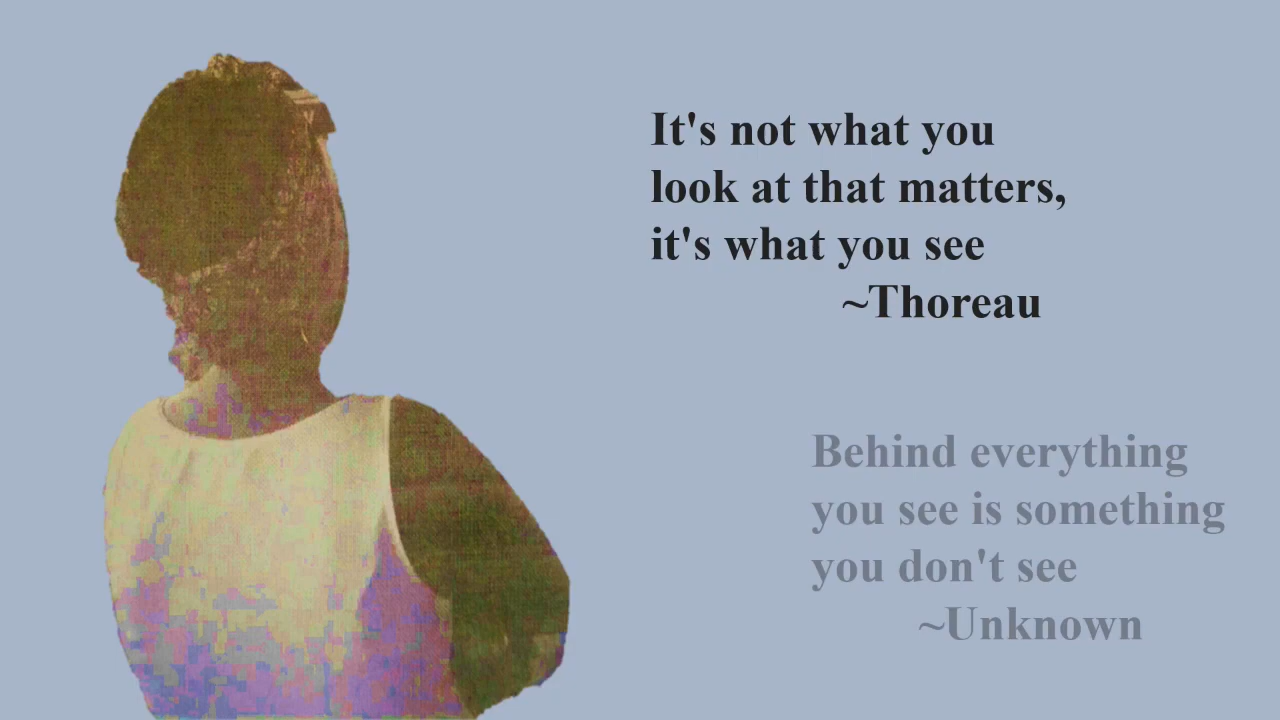 It's not what you
look at that matters,
it's what you see
~Thoreau
Behind everything
you see is something
you don't see
~Unknown